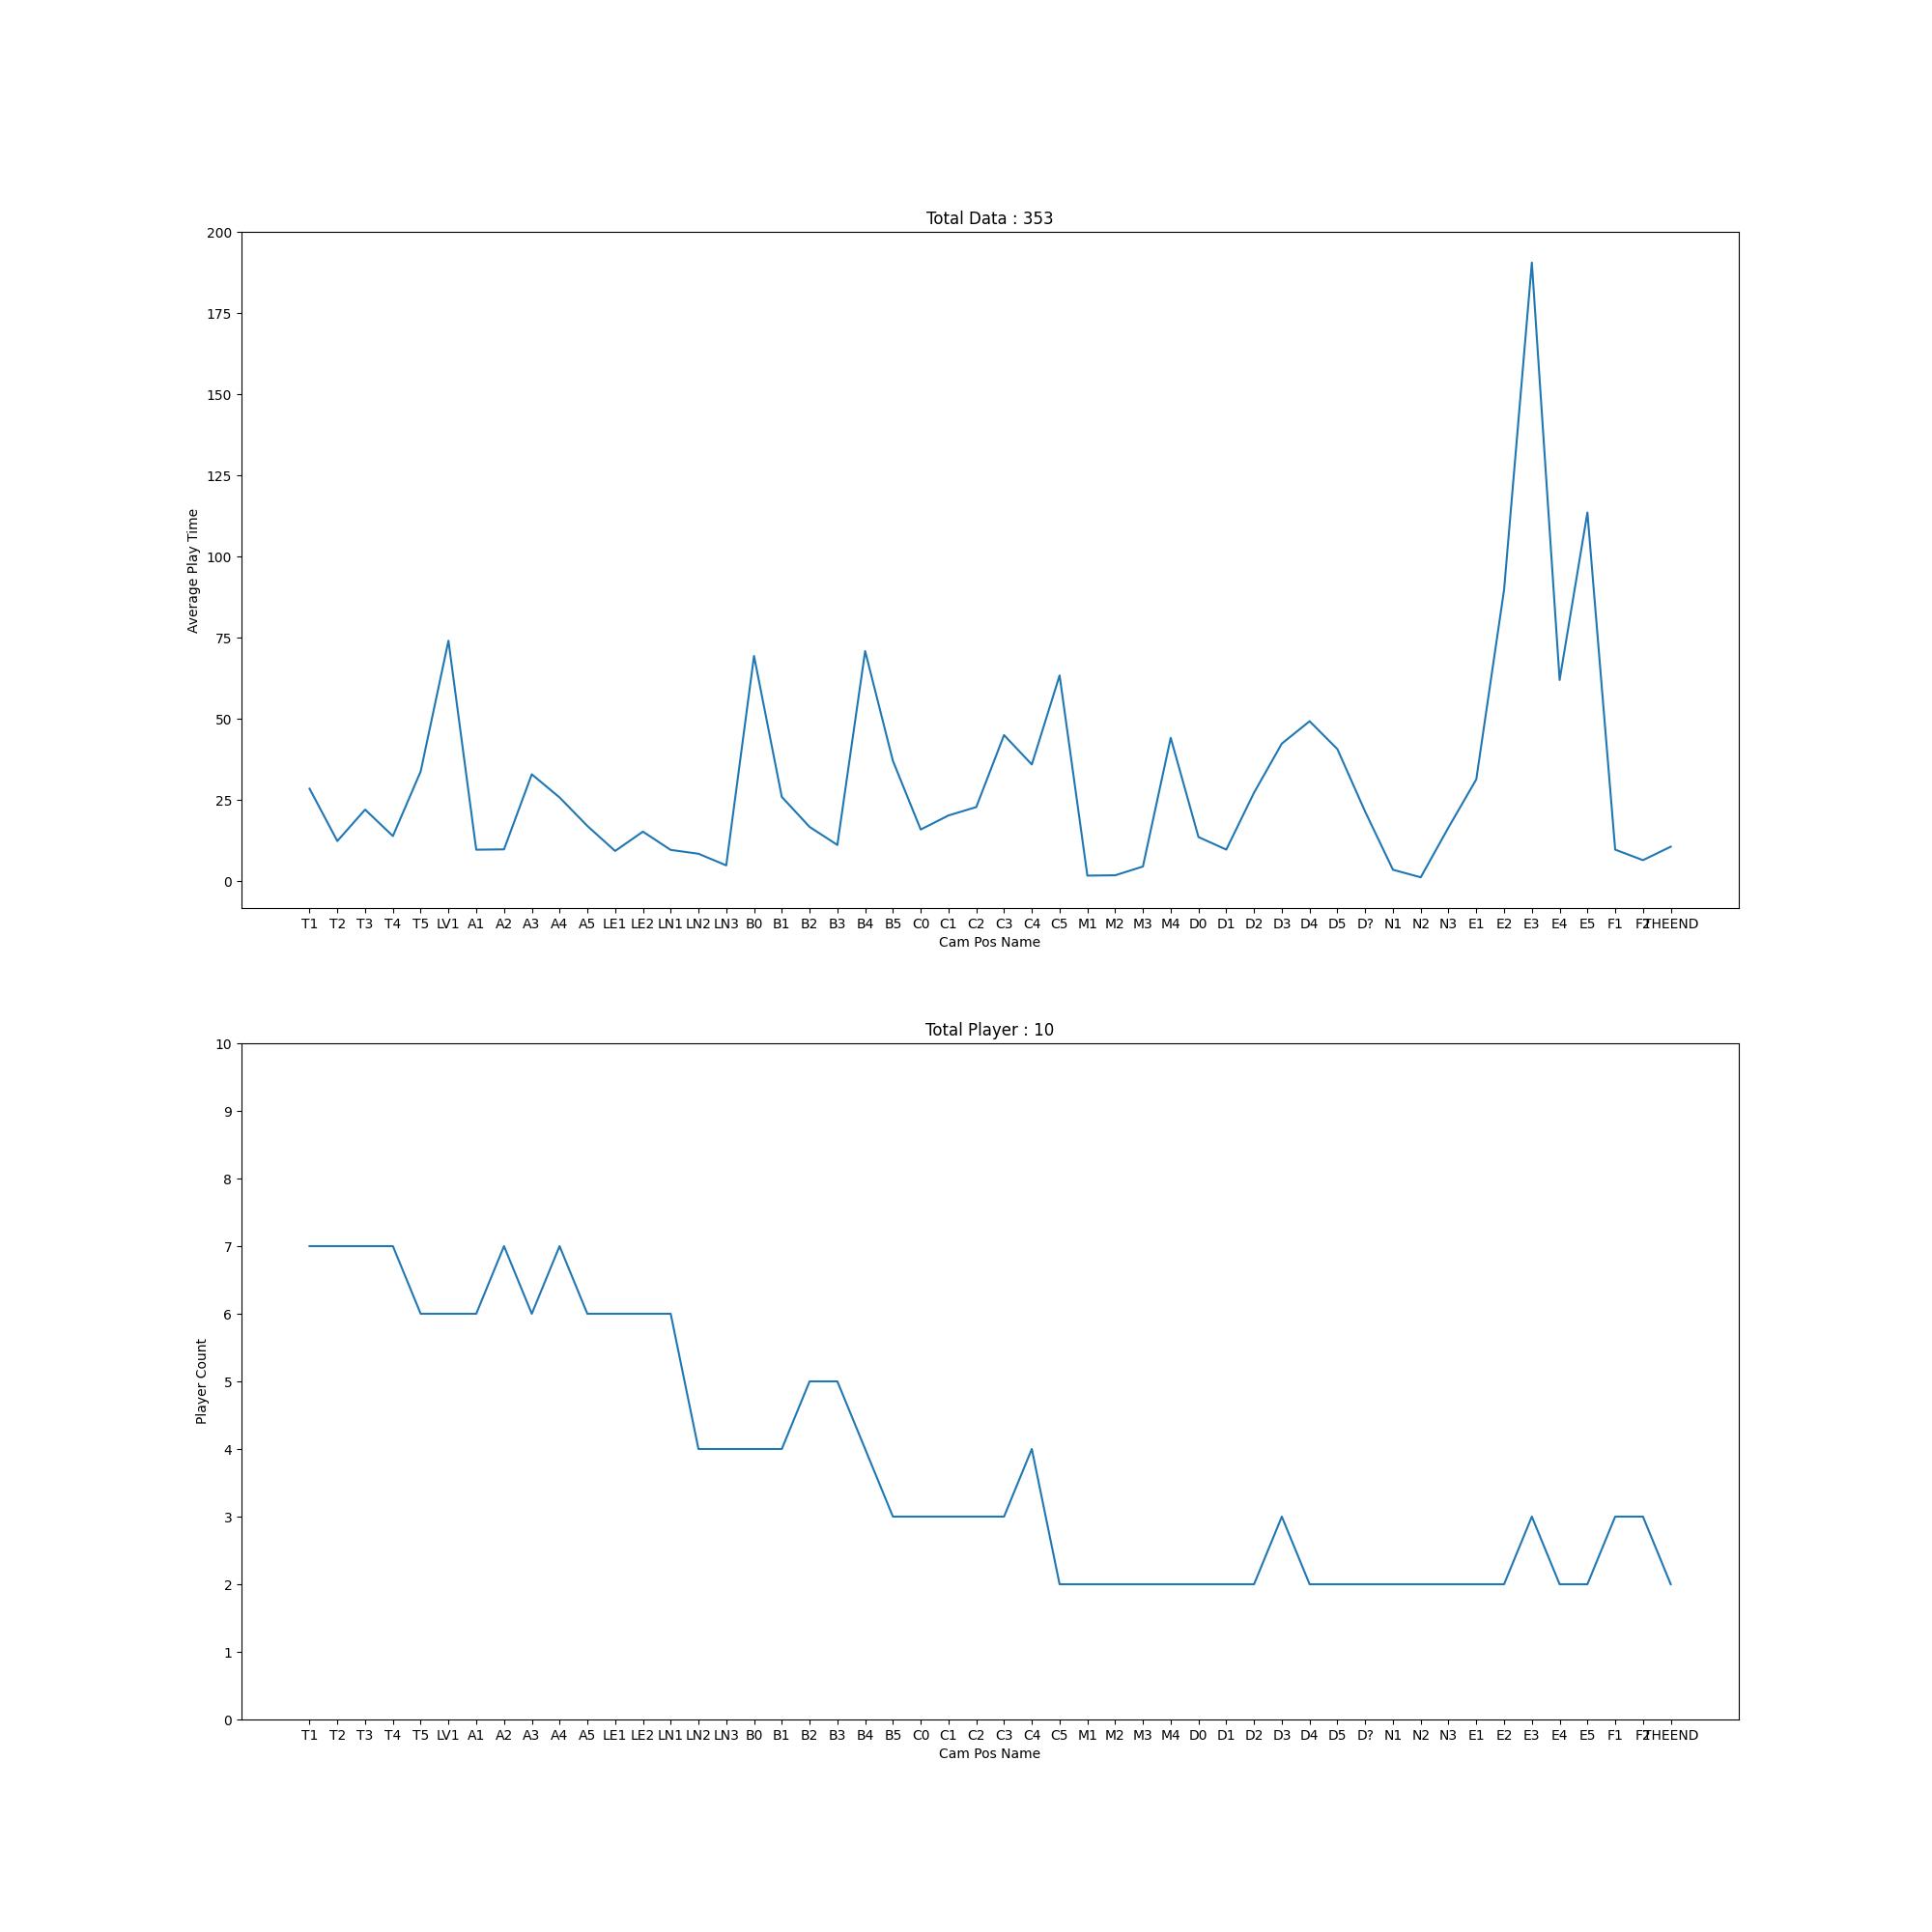 Total Data : 353
200
175
150
125
100
75
50
25
0
Average Play Time
T1 T2 T3 T4 T5 LV1 A1 A2 A3 A4 A5 LE1 LE2 LN1 LN2 LN3 B0 B1 B2 B3 B4 B5 C0 C1 C2 C3 C4 C5 M1 M2 M3 M4 D0 D1 D2 D3 D4 D5 D? N1 N2 N3 E1 E2 E3 E4 E5 F1 F2 THEEND
Cam Pos Name
Total Player : 10
10
9
8
7
6
5
4
3
2
1
0
Player Count
T1 T2 T3 T4 T5 LV1 A1 A2 A3 A4 A5 LE1 LE2 LN1 LN2 LN3 B0 B1 B2 B3 B4 B5 C0 C1 C2 C3 C4 C5 M1 M2 M3 M4 D0 D1 D2 D3 D4 D5 D? N1 N2 N3 E1 E2 E3 E4 E5 F1 F2 THEEND
Cam Pos Name